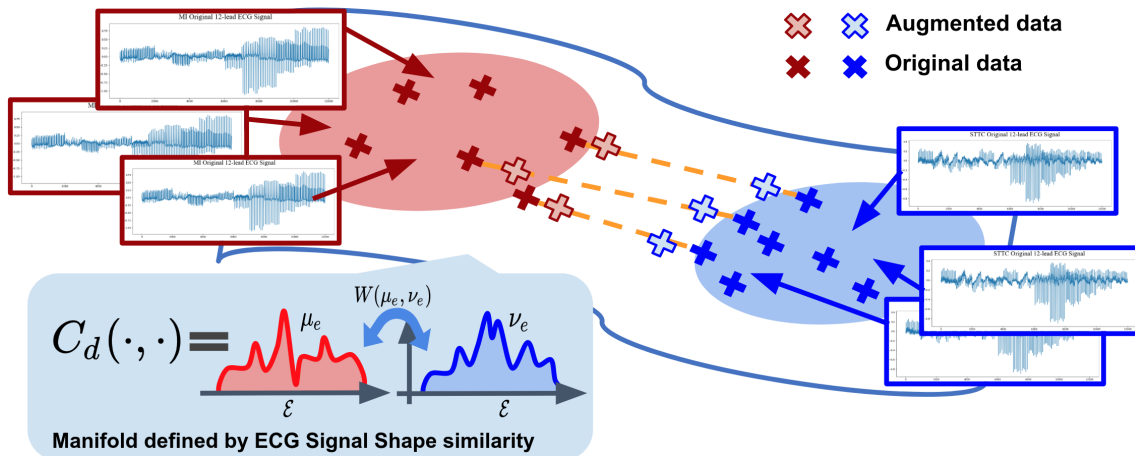 MI Original 12-lead ECG Signal
Augmented data
Original data
MI
MI Original 12-lead ECG Signal
STTC Original 12-lead ECG Signal
STTC Original 12-lead ECG Signal
W(μₑ, νₑ)
C_d(·,·) =
μₑ
νₑ
ℰ
ℰ
Manifold defined by ECG Signal Shape similarity